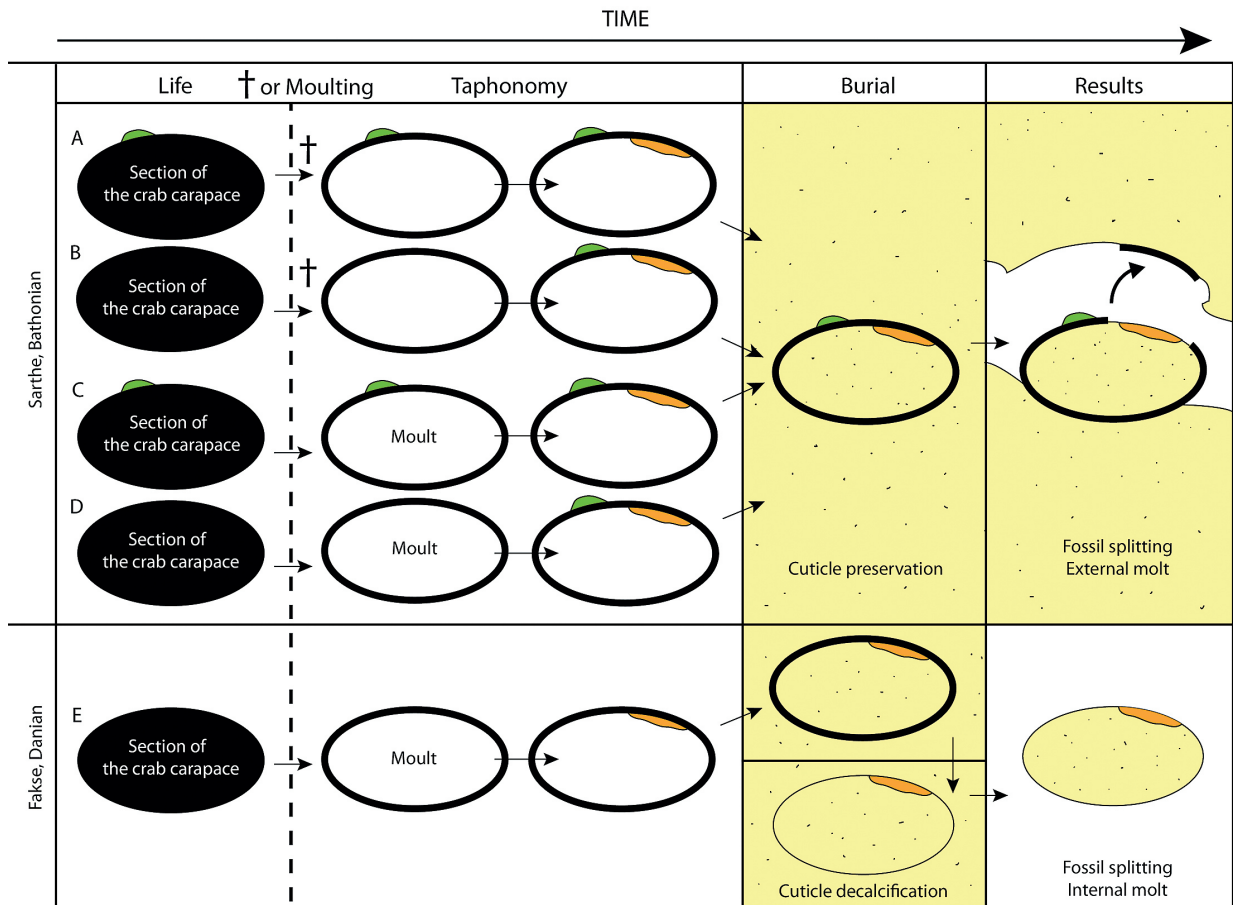 TIME
Life
† or Moulting
Taphonomy
Burial
Results
Sarthe, Bathonian
A
Section of
the crab carapace
†
B
Section of
the crab carapace
†
C
Section of
the crab carapace
Moult
D
Section of
the crab carapace
Moult
Cuticle preservation
Fossil splitting
External molt
Fakse, Danian
E
Section of
the crab carapace
Moult
Cuticle decalcification
Fossil splitting
Internal molt